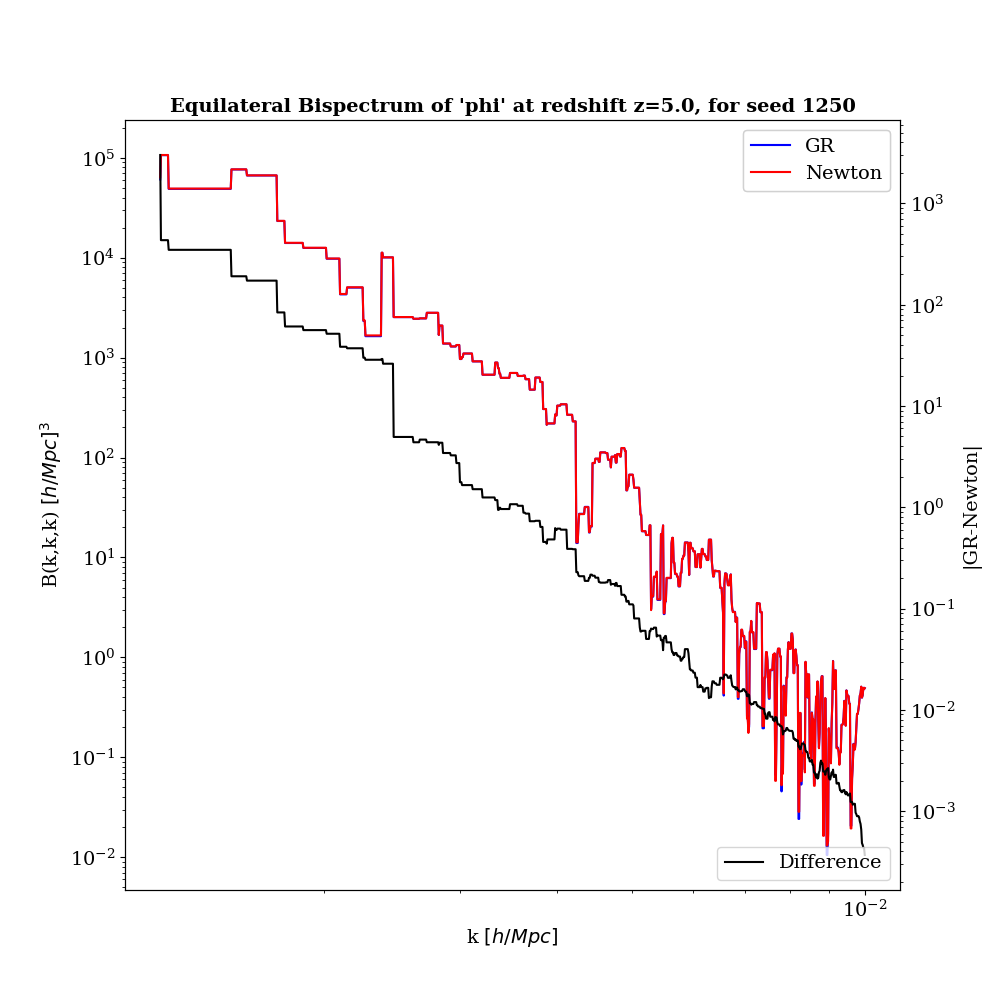 Equilateral Bispectrum of 'phi' at redshift z=5.0, for seed 1250
GR
Newton
10^5
10^4
10^3
10^2
10^1
10^0
10^-1
10^-2
B(k,k,k) [h/Mpc]^3
10^3
10^2
10^1
10^0
10^-1
10^-2
10^-3
|GR-Newton|
Difference
10^-2
k [h/Mpc]